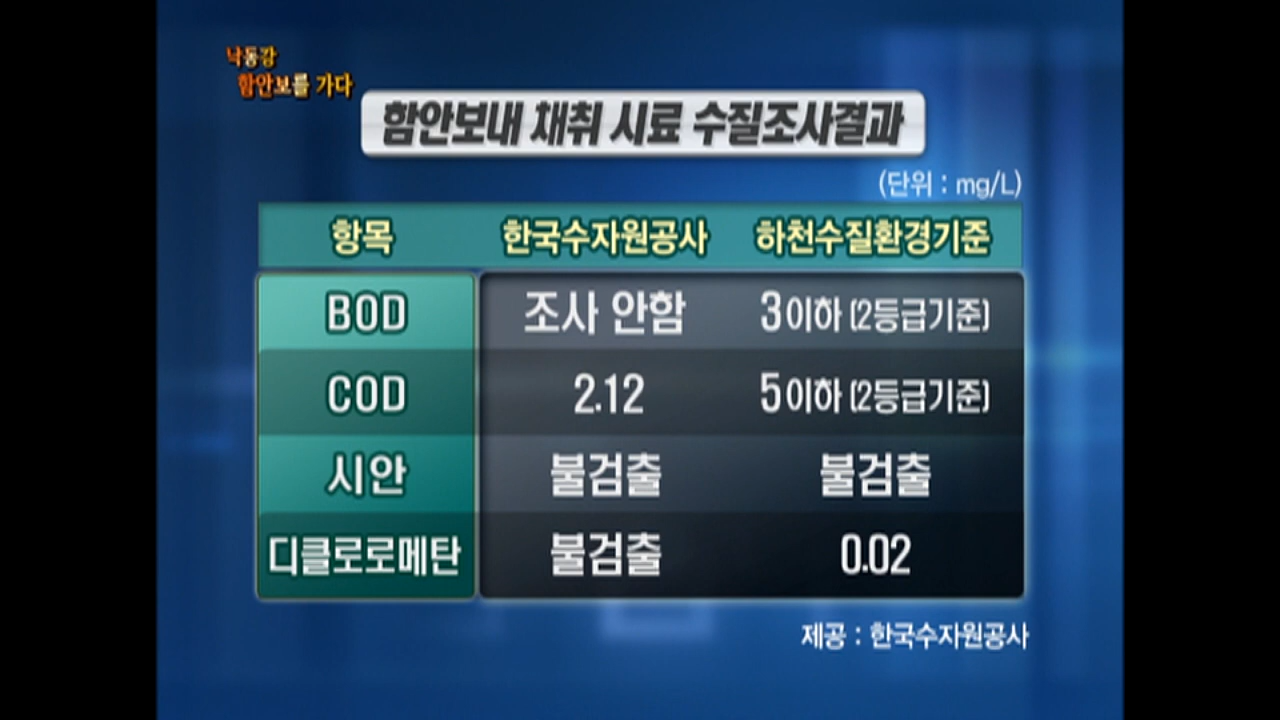 낙동강
함안보를 가다
함안보내 채취 시료 수질조사결과
(단위 : mg/L)
항목 한국수자원공사 하천수질환경기준
BOD 조사 안함 3이하 (2등급기준)
COD 2.12 5이하 (2등급기준)
시안 불검출 불검출
디클로로메탄 불검출 0.02
제공 : 한국수자원공사